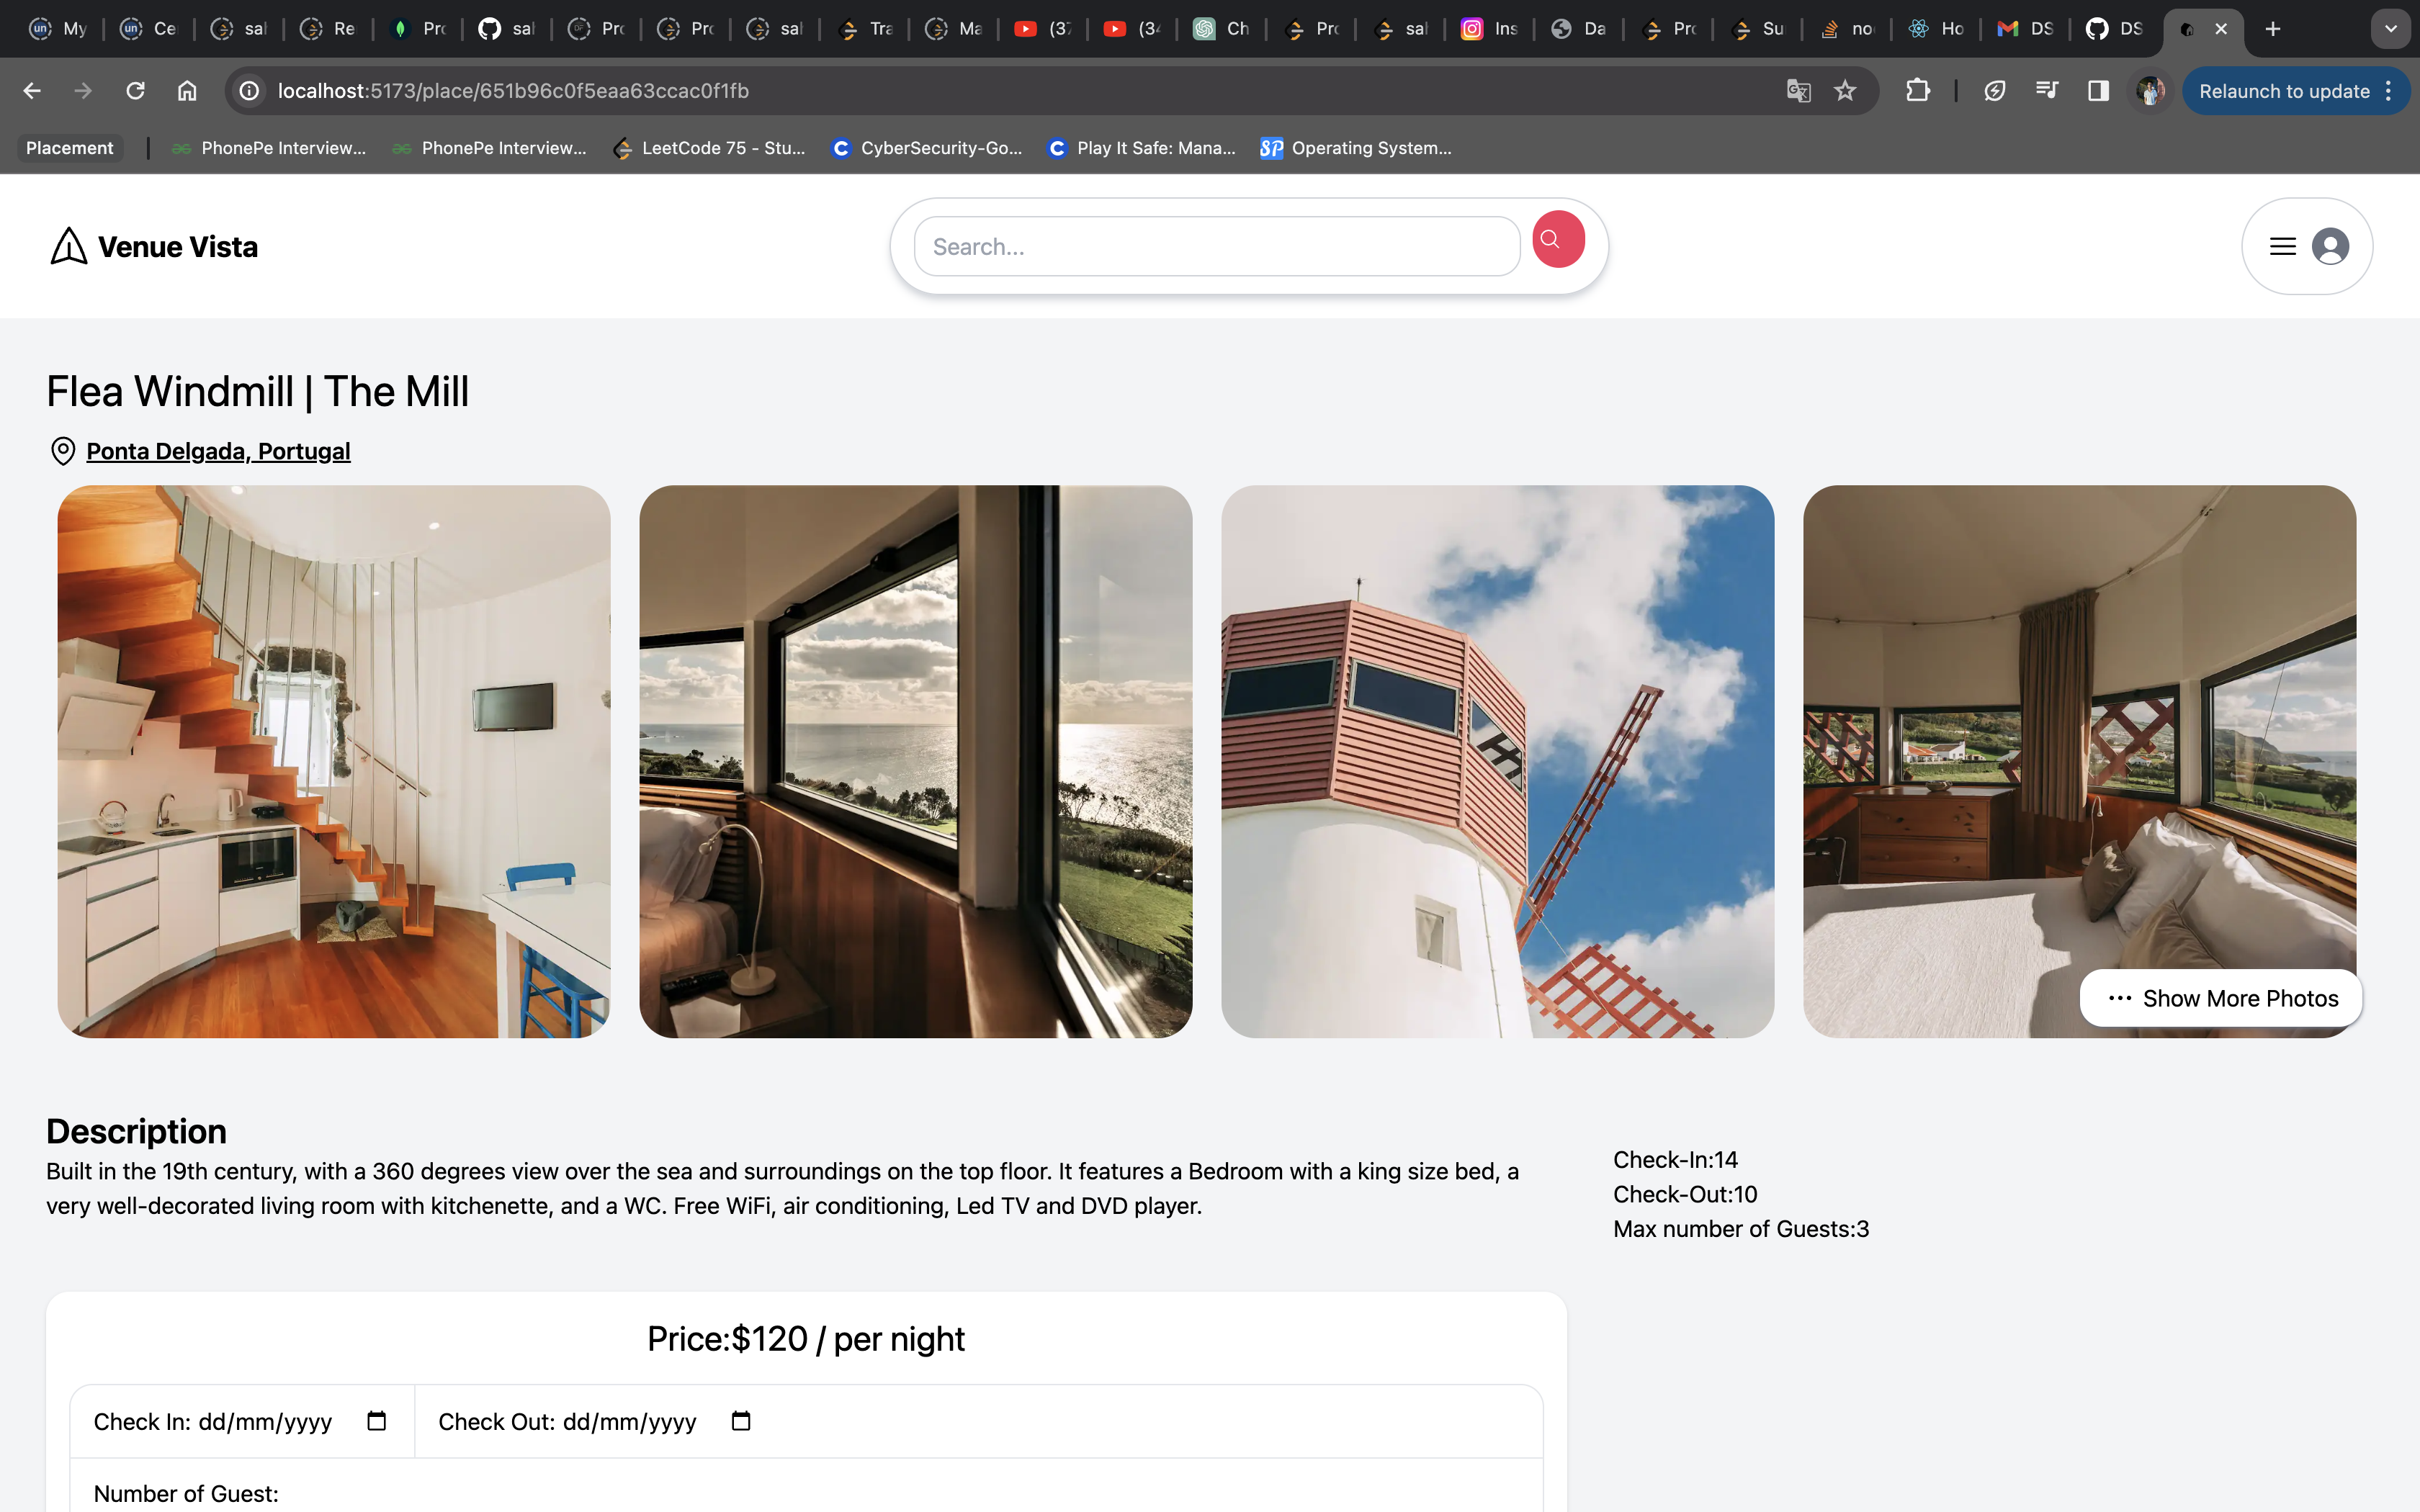 My
Ce
sal
Re
Pro
sal
Pro
Pro
sal
Tra
Ma
(37
(34
Ch
Pro
sal
Ins
Da
Pro
Su
no
Ho
DS
DS
localhost:5173/place/651b96c0f5eaa63ccac0f1fb
Relaunch to update
Placement
PhonePe Interview...
PhonePe Interview...
LeetCode 75 - Stu...
CyberSecurity-Go...
Play It Safe: Mana...
Operating System...
Venue Vista
Search...
Flea Windmill | The Mill
Ponta Delgada, Portugal
Show More Photos
Description
Built in the 19th century, with a 360 degrees view over the sea and surroundings on the top floor. It features a Bedroom with a king size bed, a
very well-decorated living room with kitchenette, and a WC. Free WiFi, air conditioning, Led TV and DVD player.
Check-In:14
Check-Out:10
Max number of Guests:3
Price:$120 / per night
Check In: dd/mm/yyyy
Check Out: dd/mm/yyyy
Number of Guest: